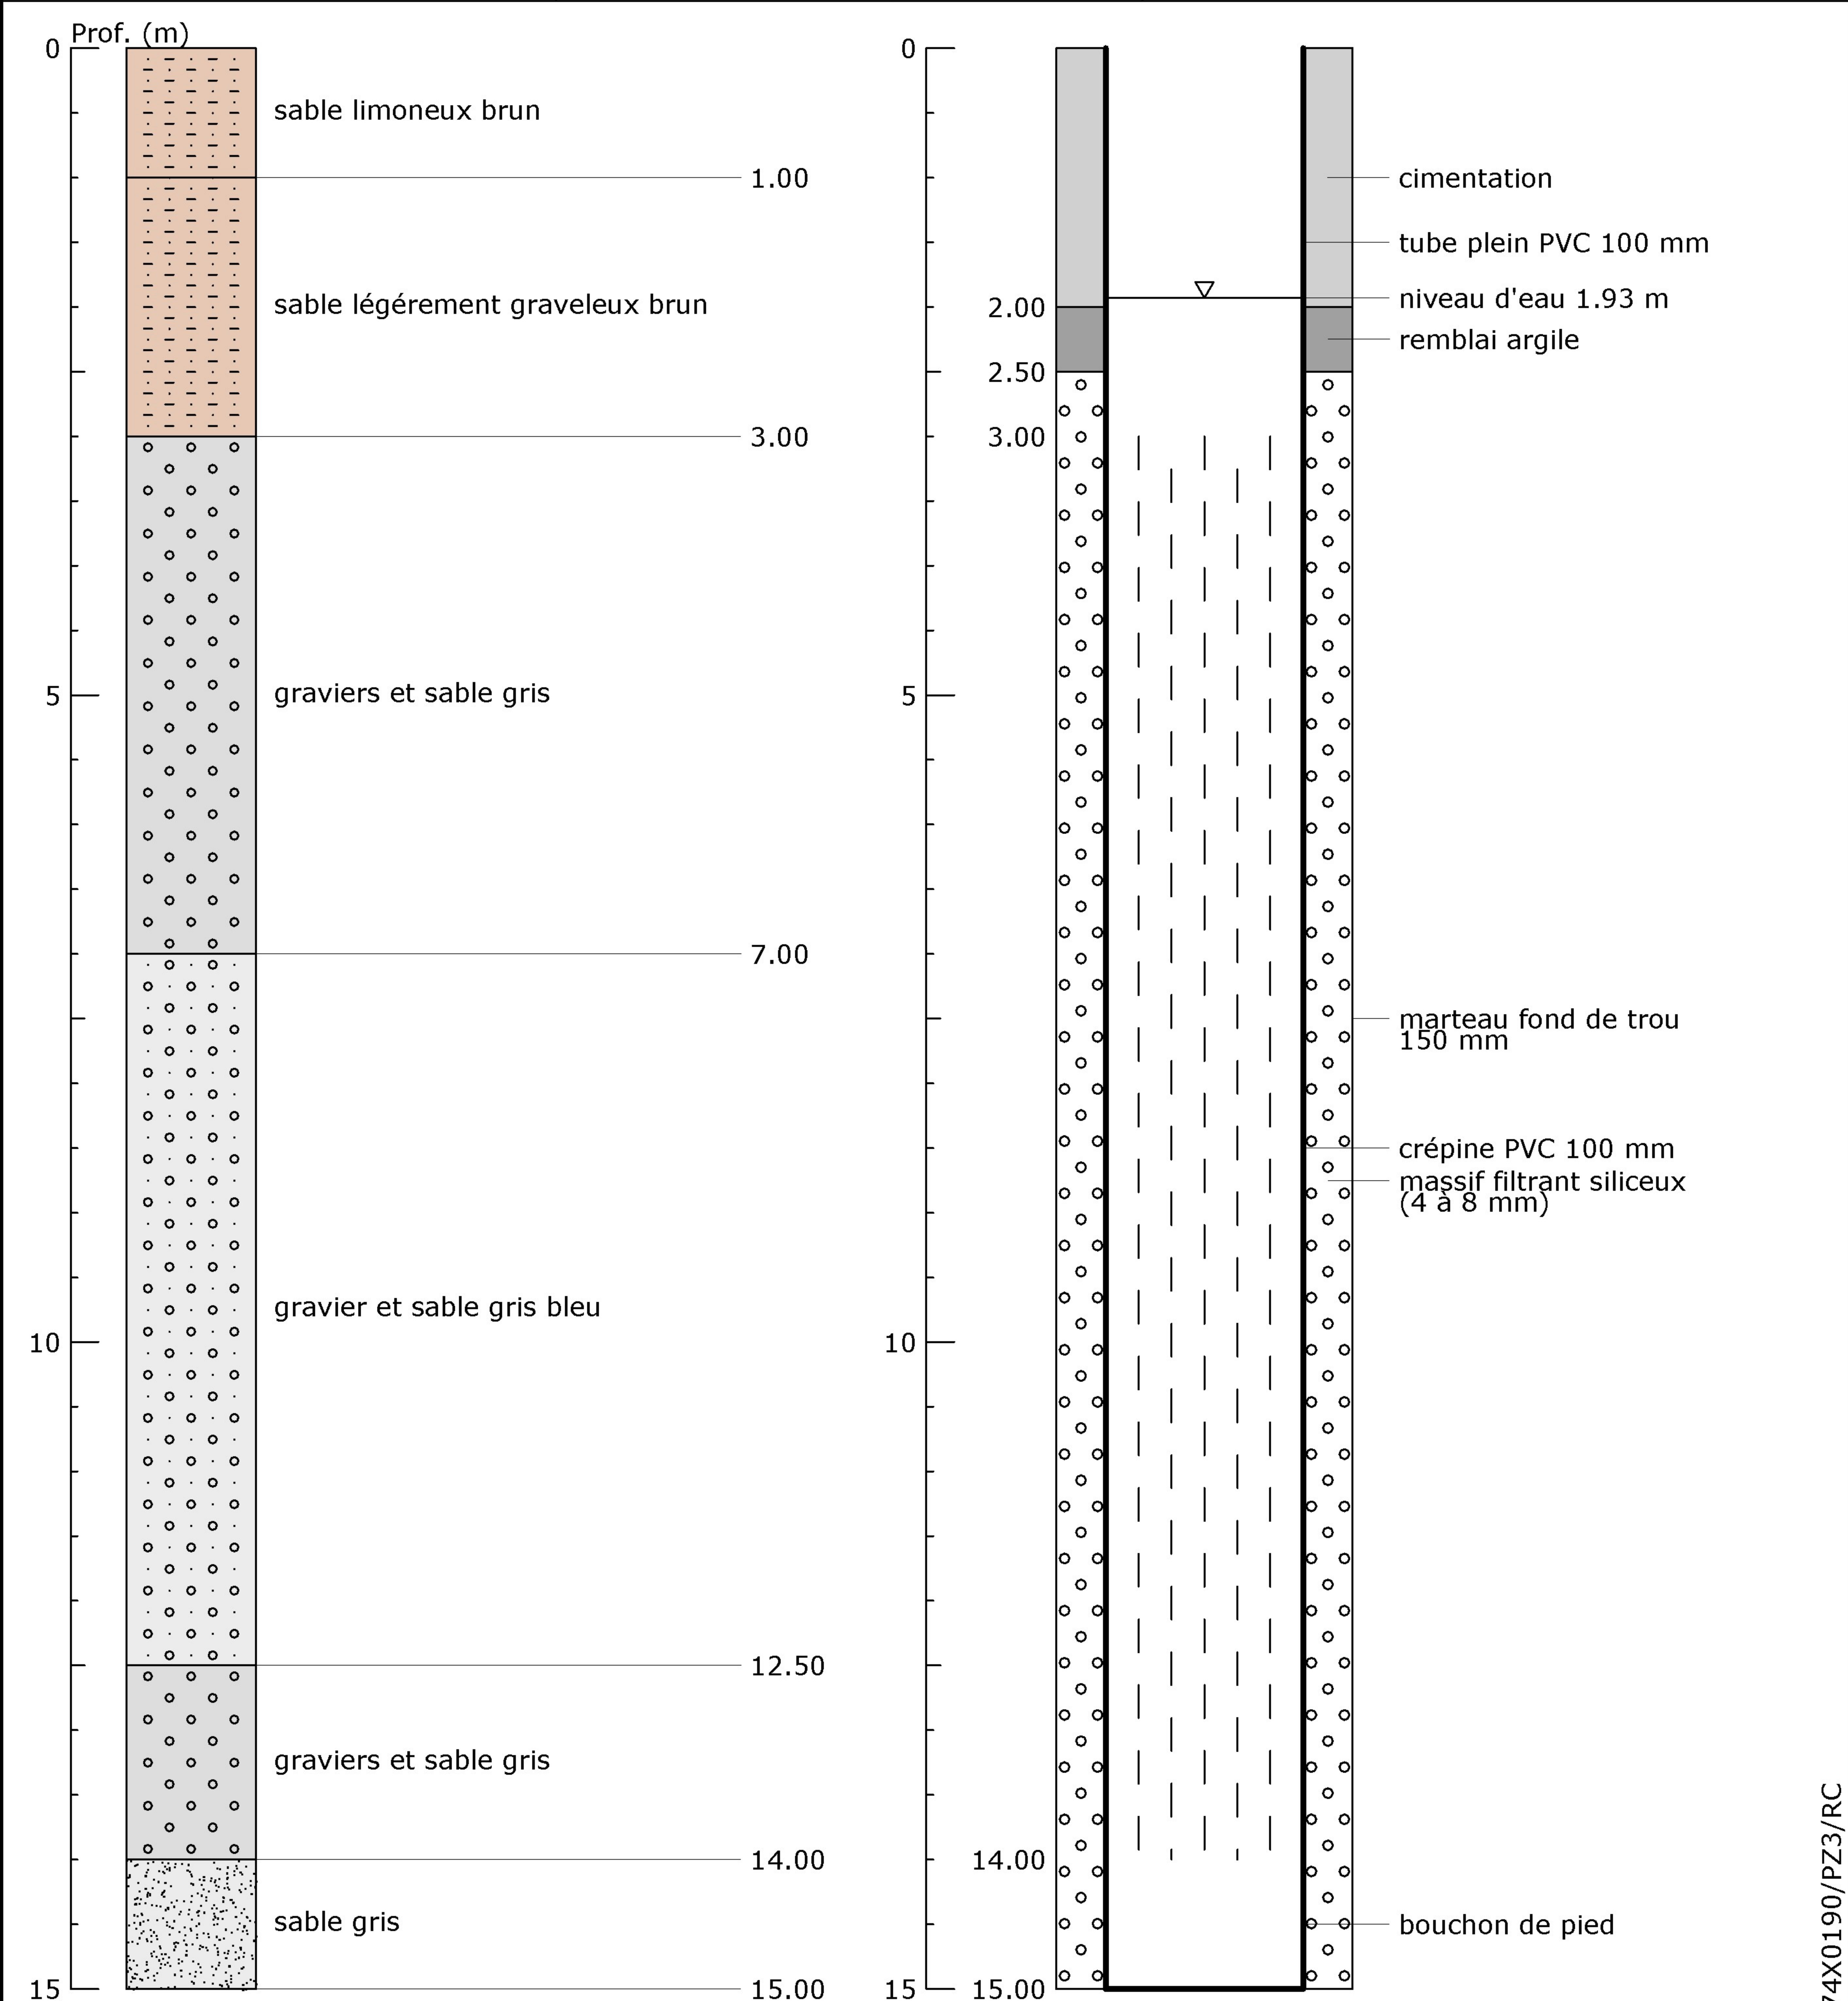 Prof. (m)
0
sable limoneux brun
1.00
sable légérement graveleux brun
3.00
5
graviers et sable gris
7.00
gravier et sable gris bleu
10
12.50
graviers et sable gris
14.00
sable gris
15
15.00
0
cimentation
tube plein PVC 100 mm
niveau d'eau 1.93 m
2.00
remblai argile
2.50
3.00
5
marteau fond de trou
150 mm
crépine PVC 100 mm
massif filtrant siliceux
(4 à 8 mm)
10
14.00
bouchon de pied
15
15.00
74X0190/PZ3/RC